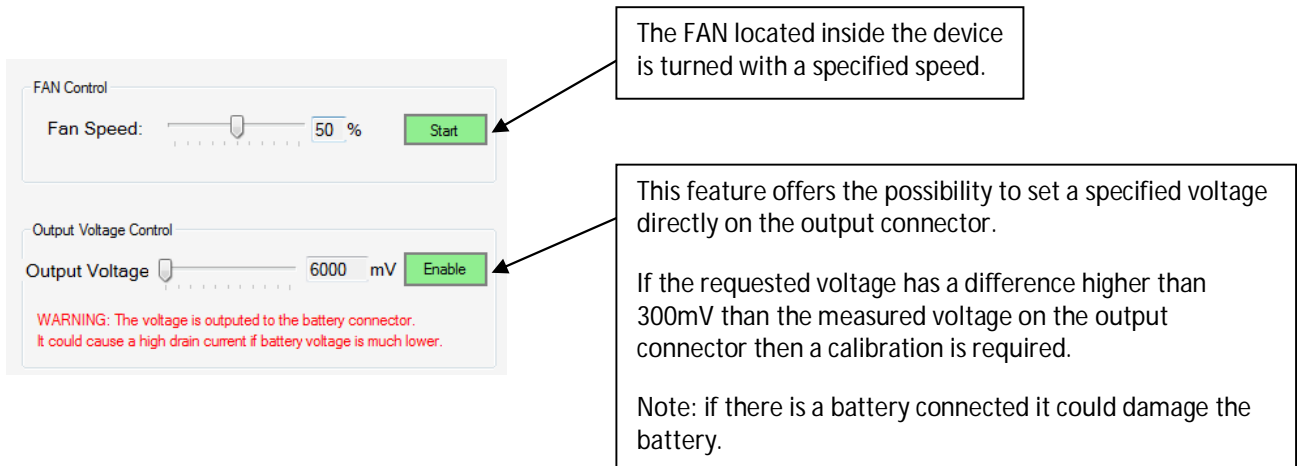 The FAN located inside the device
is turned with a specified speed.
FAN Control
Fan Speed: 50 % Start
This feature offers the possibility to set a specified voltage
directly on the output connector.
If the requested voltage has a difference higher than
300mV than the measured voltage on the output
connector then a calibration is required.
Note: if there is a battery connected it could damage the
battery.
Output Voltage Control
Output Voltage 6000 mV Enable
WARNING: The voltage is outputed to the battery connector.
It could cause a high drain current if battery voltage is much lower.